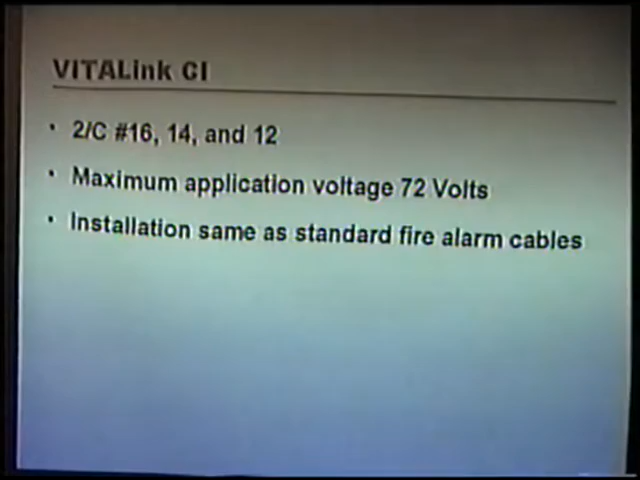 VITALink CI
• 2/C #16, 14, and 12
• Maximum application voltage 72 Volts
• Installation same as standard fire alarm cables